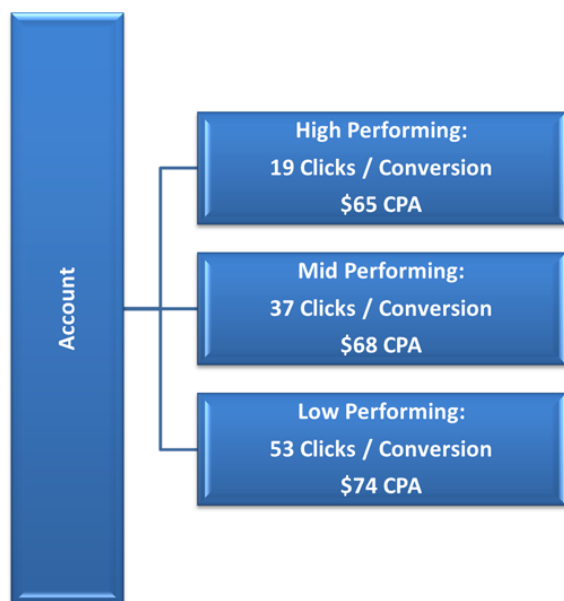 Account
High Performing:
19 Clicks / Conversion
$65 CPA
Mid Performing:
37 Clicks / Conversion
$68 CPA
Low Performing:
53 Clicks / Conversion
$74 CPA